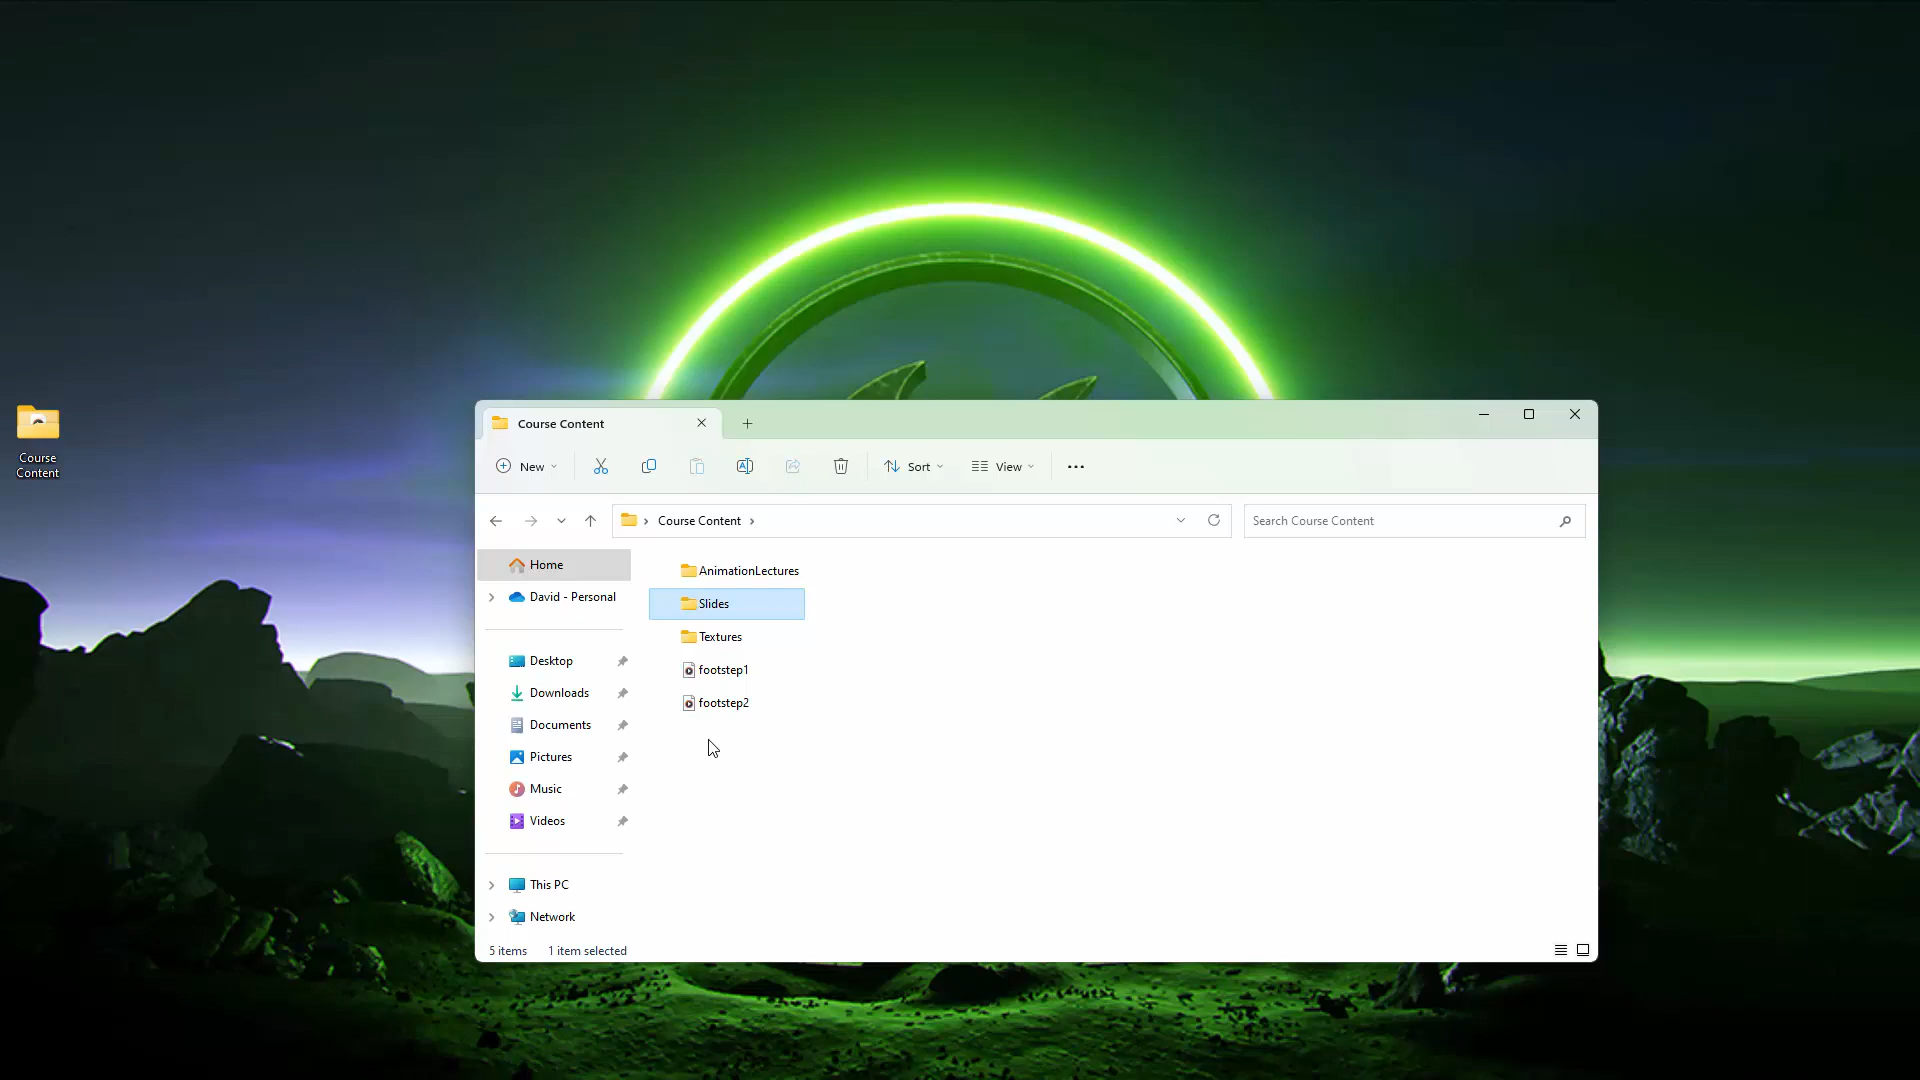 Course
Content
Course Content
New
Sort
View
Course Content
Search Course Content
Home
David - Personal
Desktop
Downloads
Documents
Pictures
Music
Videos
This PC
Network
AnimationLectures
Slides
Textures
footstep1
footstep2
5 items
1 item selected